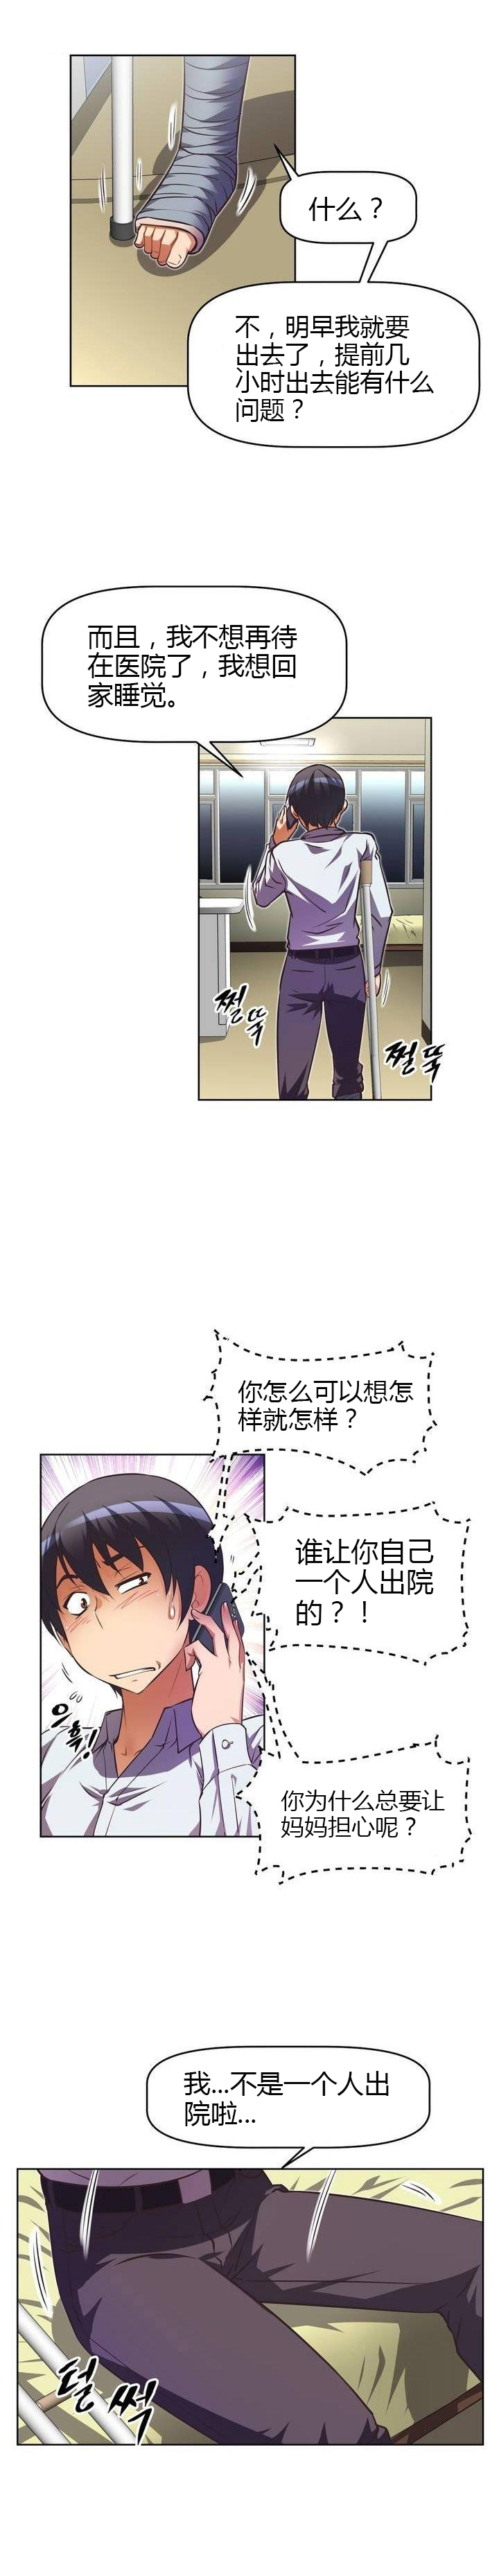 什么？
不，明早我就要
出去了，提前几
小时出去能有什么
问题？
而且，我不想再待
在医院了，我想回
家睡觉。
쩔
뚝
쩔
뚝
你怎么可以想怎
样就怎样？
谁让你自己
一个人出院
的？！
으
휵!
你为什么总要让
妈妈担心呢？
我...不是一个人出
院啦...
털
썩